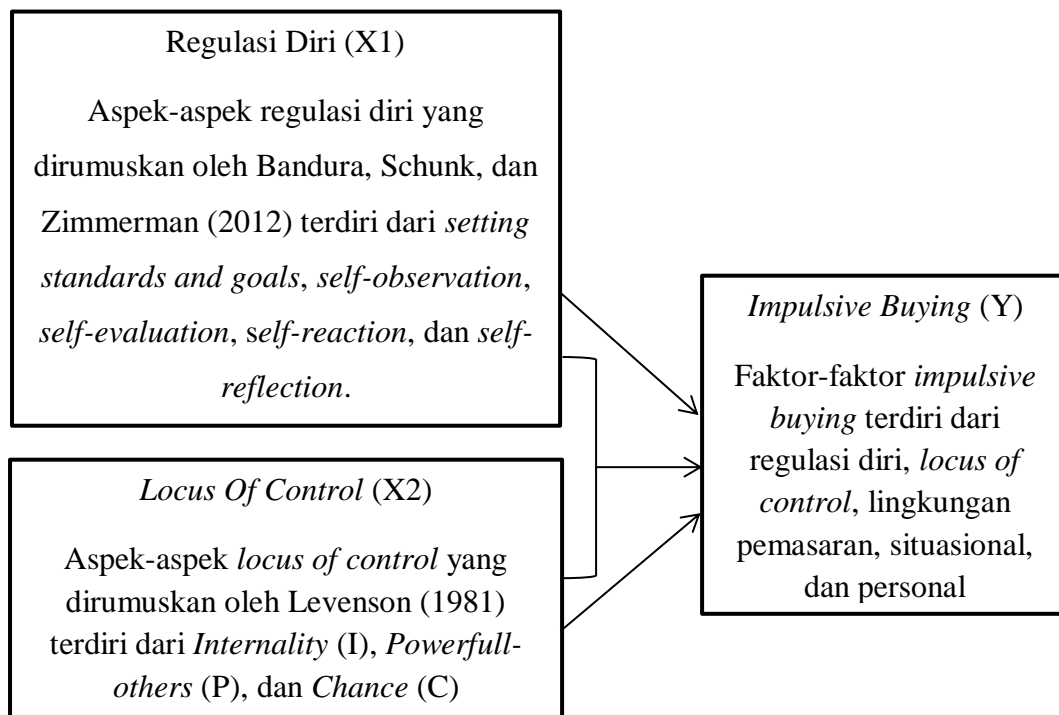 Regulasi Diri (X1)
Aspek-aspek regulasi diri yang
dirumuskan oleh Bandura, Schunk, dan
Zimmerman (2012) terdiri dari setting
standards and goals, self-observation,
self-evaluation, self-reaction, dan self-
reflection.
Locus Of Control (X2)
Aspek-aspek locus of control yang
dirumuskan oleh Levenson (1981)
terdiri dari Internality (I), Powerfull-
others (P), dan Chance (C)
Impulsive Buying (Y)
Faktor-faktor impulsive
buying terdiri dari
regulasi diri, locus of
control, lingkungan
pemasaran, situasional,
dan personal